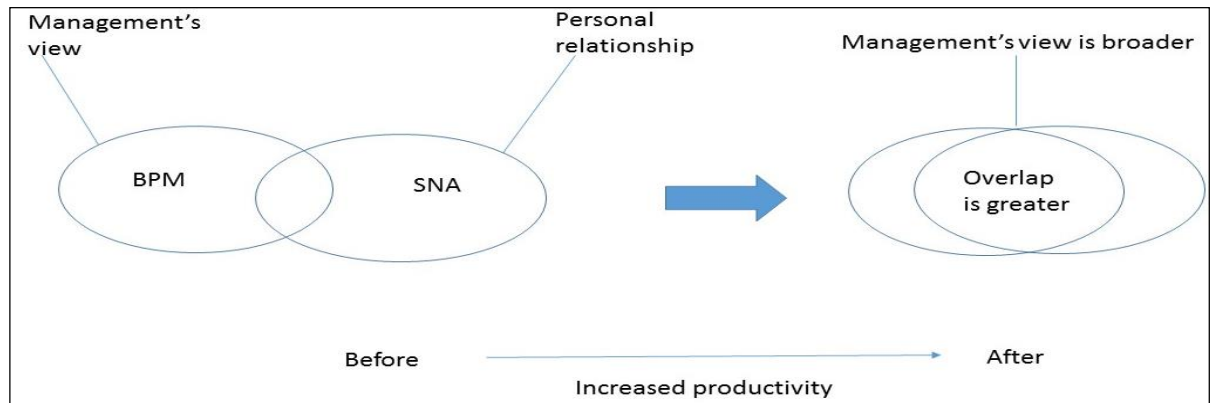 Management’s
view
Personal
relationship
Management’s view is broader
BPM
SNA
Overlap
is greater
Before
After
Increased productivity